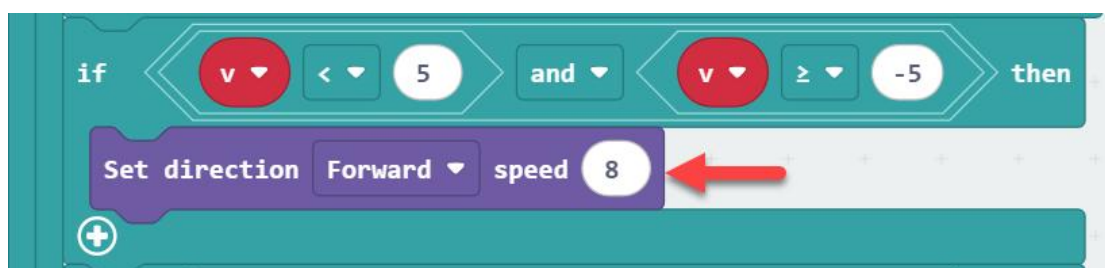 if v < 5 and v ≥ -5 then
Set direction Forward speed 8